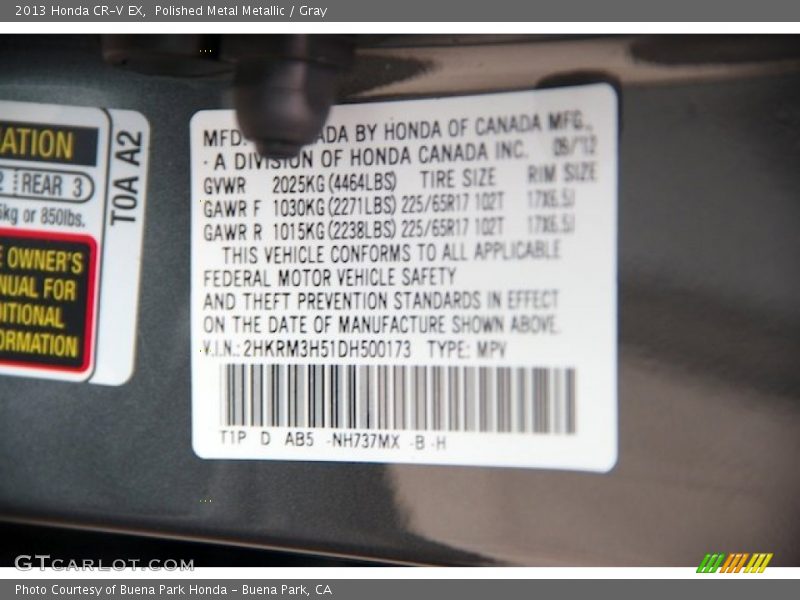 2013 Honda CR-V EX, Polished Metal Metallic / Gray
ATION
2 REAR 3
5kg or 850lbs.
E OWNER'S
NUAL FOR
DITIONAL
ORMATION
T0A A2
MFD. ADA BY HONDA OF CANADA MFG.,
· A DIVISION OF HONDA CANADA INC.
GVWR 2025KG(4464LBS) TIRE SIZE RIM SIZE
GAWR F 1030KG(2271LBS) 225/65R17 102T 17X6.5J
GAWR R 1015KG(2238LBS) 225/65R17 102T 17X6.5J
THIS VEHICLE CONFORMS TO ALL APPLICABLE
FEDERAL MOTOR VEHICLE SAFETY
AND THEFT PREVENTION STANDARDS IN EFFECT
ON THE DATE OF MANUFACTURE SHOWN ABOVE.
V.I.N.: 2HKRM3H51DH500173 TYPE: MPV
T1P D AB5 -NH737MX -B -H
GTCARLOT.COM
Photo Courtesy of Buena Park Honda - Buena Park, CA